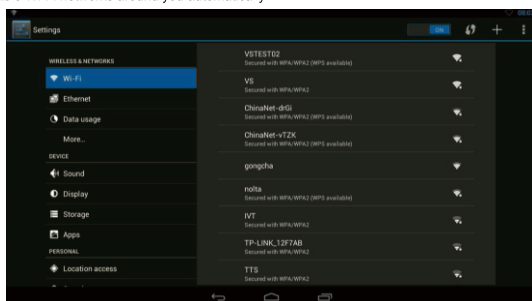 Settings
ON
WIRELESS & NETWORKS
Wi-Fi
Ethernet
Data usage
More...
DEVICE
Sound
Display
Storage
Apps
PERSONAL
Location access
VSTEST02
Secured with WPA/WPA2 (WPS available)
VS
Secured with WPA/WPA2
ChinaNet-drGi
Secured with WPA/WPA2 (WPS available)
ChinaNet-vTZK
Secured with WPA/WPA2 (WPS available)
gongcha
nolta
Secured with WPA/WPA2 (WPS available)
IVT
Secured with WPA/WPA2
TP-LINK_12F7AB
Secured with WPA/WPA2
TTS
Secured with WPA/WPA2